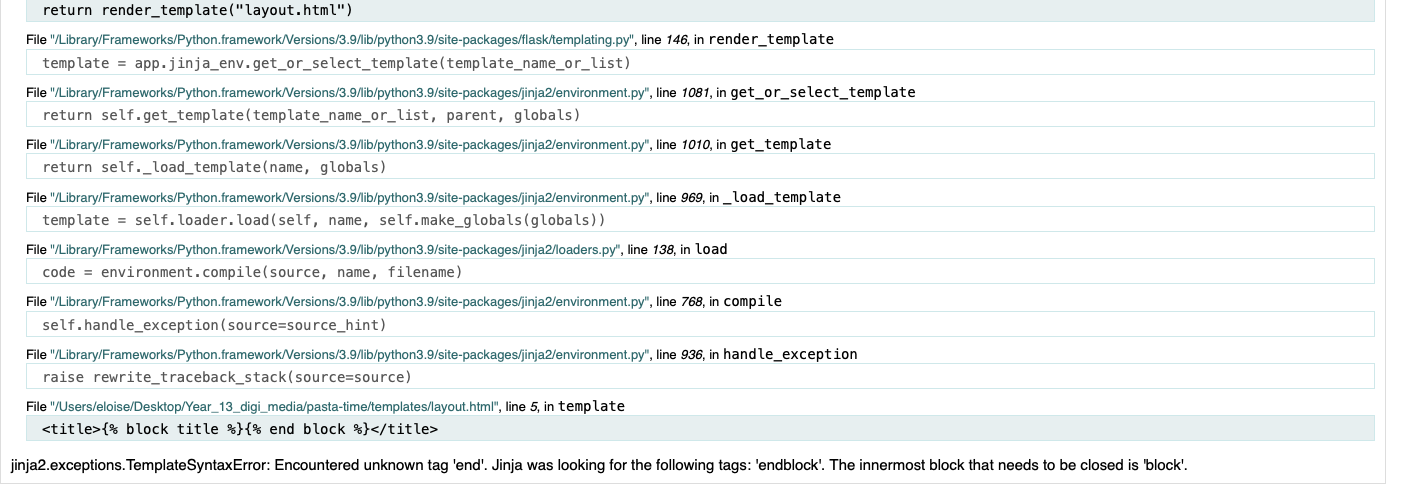 return render_template("layout.html")
File "/Library/Frameworks/Python.framework/Versions/3.9/lib/python3.9/site-packages/flask/templating.py", line 146, in render_template
template = app.jinja_env.get_or_select_template(template_name_or_list)
File "/Library/Frameworks/Python.framework/Versions/3.9/lib/python3.9/site-packages/jinja2/environment.py", line 1081, in get_or_select_template
return self.get_template(template_name_or_list, parent, globals)
File "/Library/Frameworks/Python.framework/Versions/3.9/lib/python3.9/site-packages/jinja2/environment.py", line 1010, in get_template
return self._load_template(name, globals)
File "/Library/Frameworks/Python.framework/Versions/3.9/lib/python3.9/site-packages/jinja2/environment.py", line 969, in _load_template
template = self.loader.load(self, name, self.make_globals(globals))
File "/Library/Frameworks/Python.framework/Versions/3.9/lib/python3.9/site-packages/jinja2/loaders.py", line 138, in load
code = environment.compile(source, name, filename)
File "/Library/Frameworks/Python.framework/Versions/3.9/lib/python3.9/site-packages/jinja2/environment.py", line 768, in compile
self.handle_exception(source=source_hint)
File "/Library/Frameworks/Python.framework/Versions/3.9/lib/python3.9/site-packages/jinja2/environment.py", line 936, in handle_exception
raise rewrite_traceback_stack(source=source)
File "/Users/eloise/Desktop/Year_13_digi_media/pasta-time/templates/layout.html", line 5, in template
<title>{% block title %}{% end block %}</title>
jinja2.exceptions.TemplateSyntaxError: Encountered unknown tag 'end'. Jinja was looking for the following tags: 'endblock'. The innermost block that needs to be closed is 'block'.